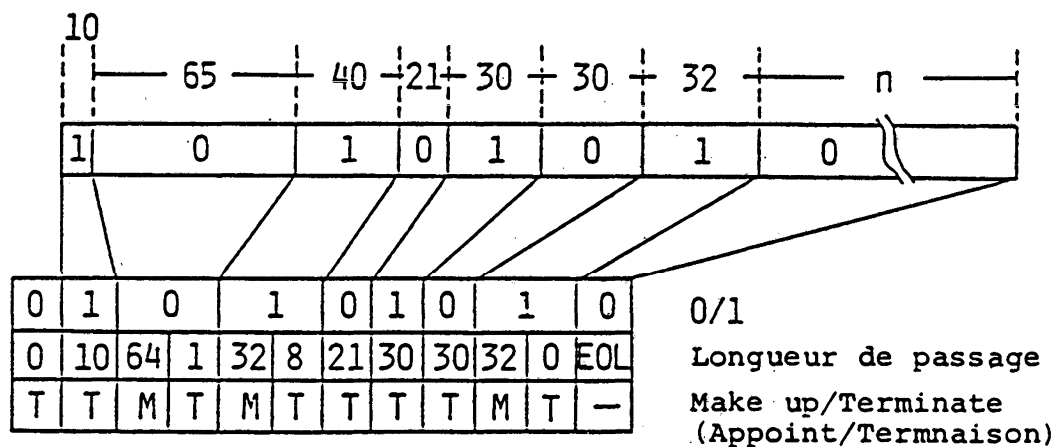 10
65 40 21 30 30 32 n
1 0 1 0 1 0 1 0
0 1 0 1 0 1 0 1 0 0/1
0 10 64 1 32 8 21 30 30 32 0 EOL Longueur de passage
T T M T M T T T T M T — Make up/Terminate
(Appoint/Termnaison)